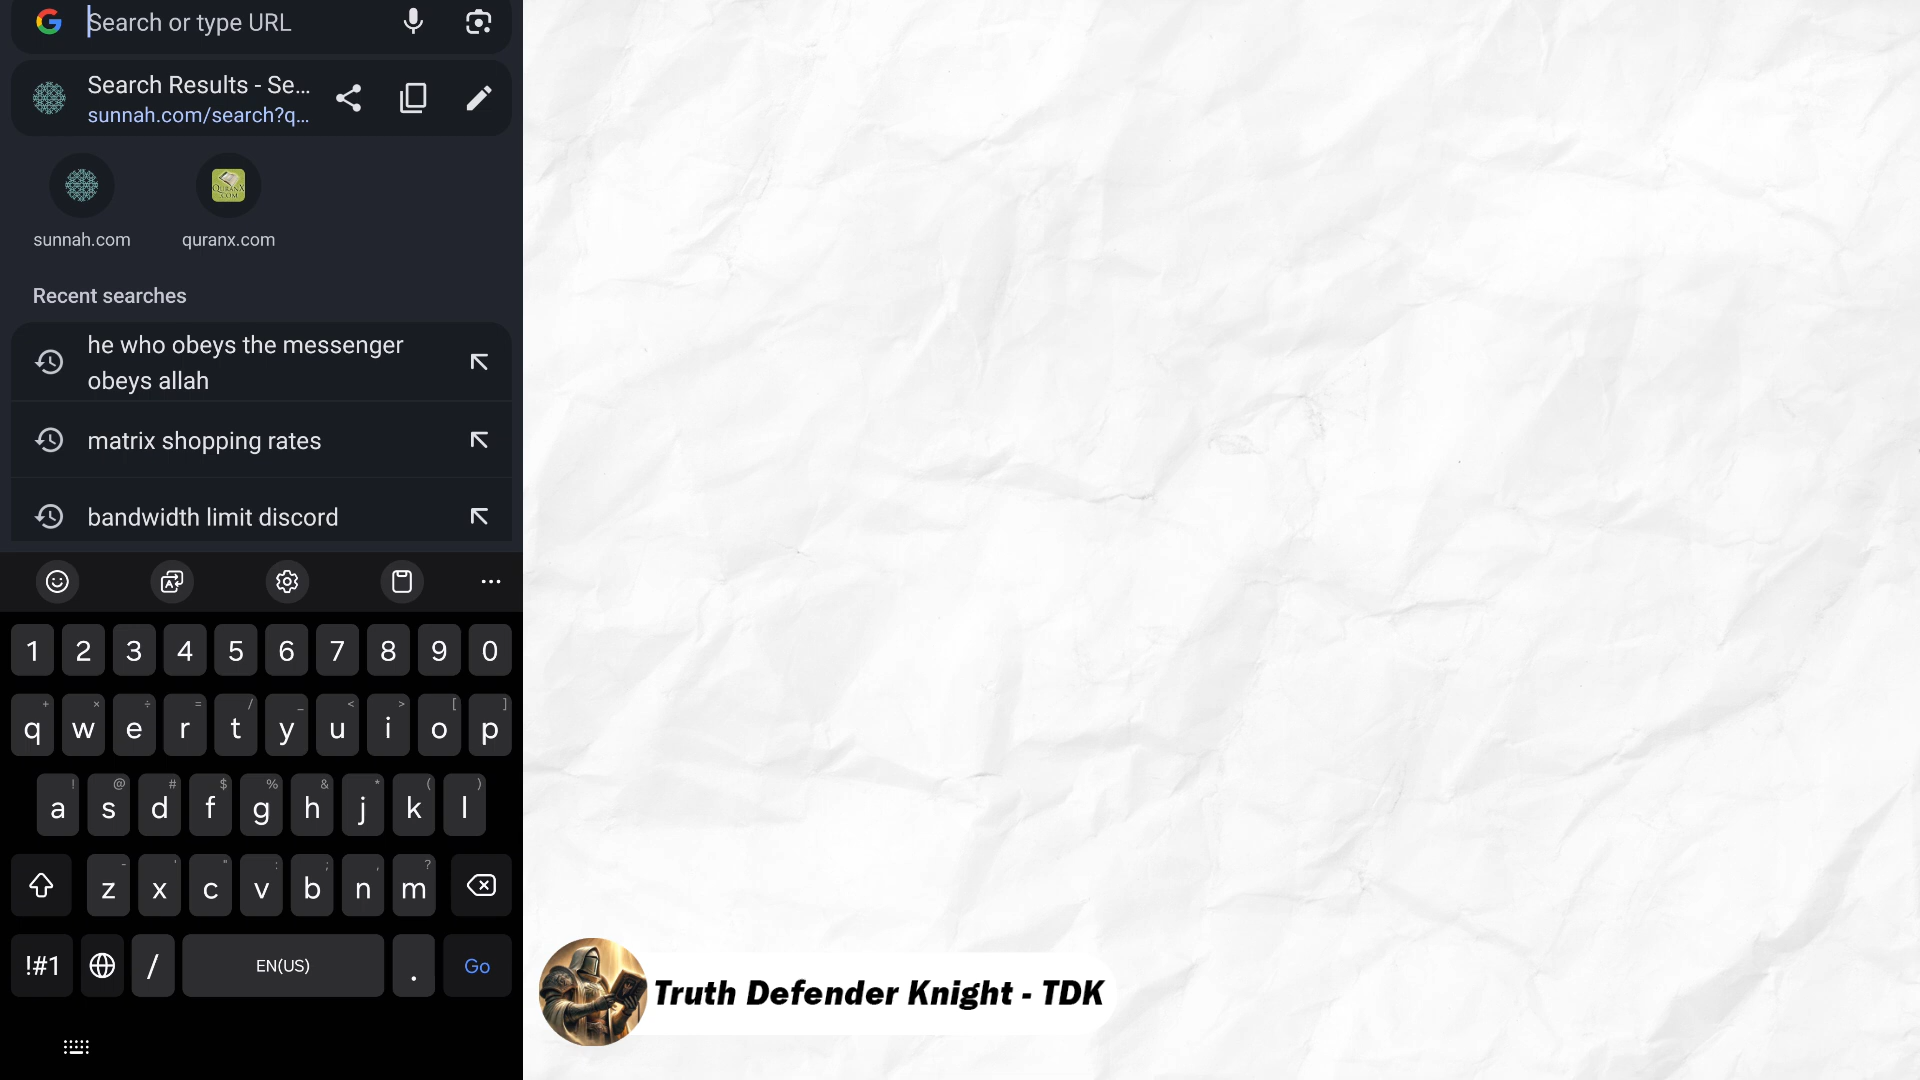 Search or type URL
Search Results - Se...
sunnah.com/search?q...
sunnah.com
quranx.com
Recent searches
he who obeys the messenger
obeys allah
matrix shopping rates
bandwidth limit discord
1 2 3 4 5 6 7 8 9 0
+ × ÷ = / _ < > [ ]
q w e r t y u i o p
! @ # $ % & * ( )
a s d f g h j k l
- ' " : ; , ?
z x c v b n m
!#1 / EN(US) . Go
Truth Defender Knight - TDK